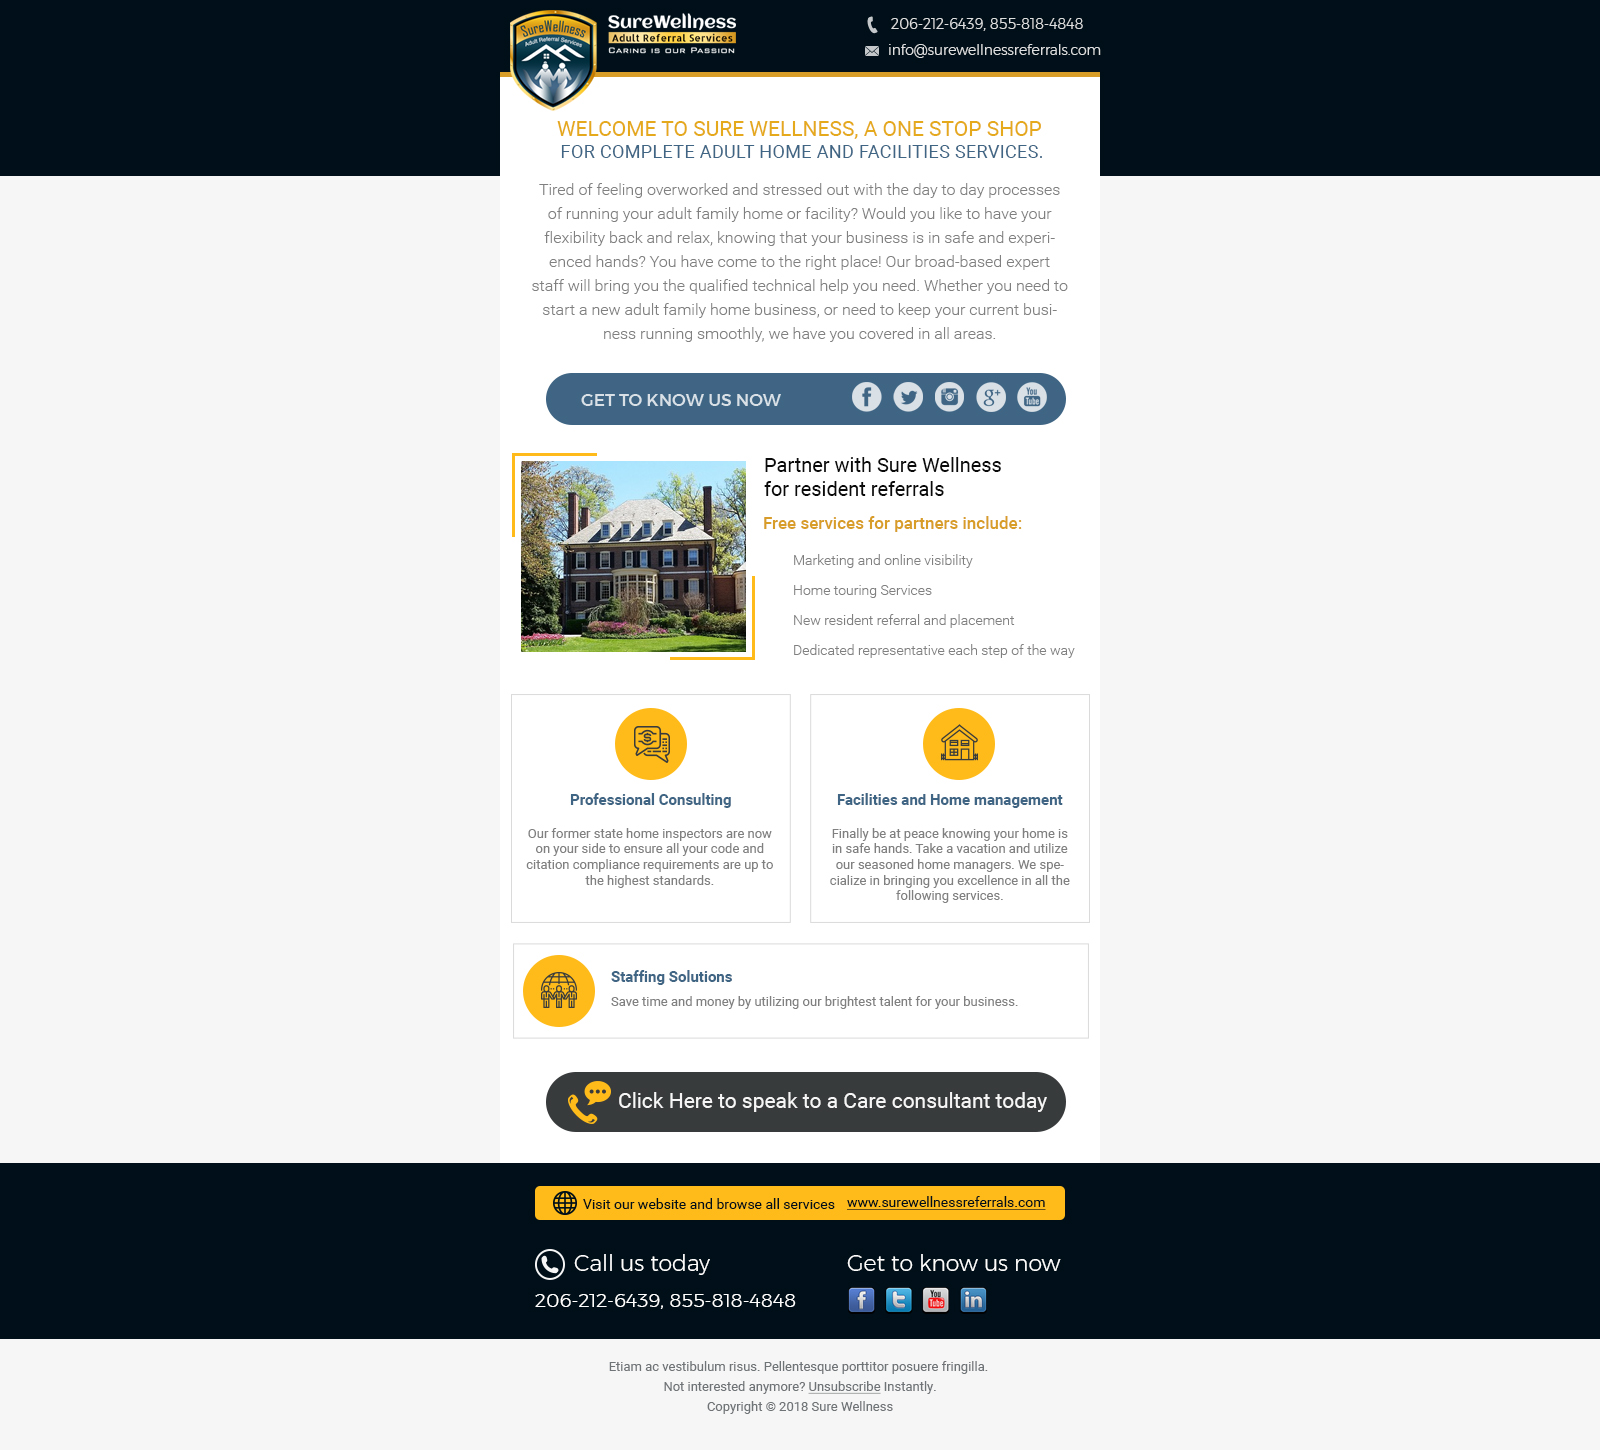 SureWellness
Adult Referral Services
SureWellness
Adult Referral Services
CARING IS OUR PASSION
206-212-6439, 855-818-4848
info@surewellnessreferrals.com
WELCOME TO SURE WELLNESS, A ONE STOP SHOP
FOR COMPLETE ADULT HOME AND FACILITIES SERVICES.
Tired of feeling overworked and stressed out with the day to day processes
of running your adult family home or facility? Would you like to have your
flexibility back and relax, knowing that your business is in safe and experi-
enced hands? You have come to the right place! Our broad-based expert
staff will bring you the qualified technical help you need. Whether you need to
start a new adult family home business, or need to keep your current busi-
ness running smoothly, we have you covered in all areas.
GET TO KNOW US NOW
You Tube
Partner with Sure Wellness
for resident referrals
Free services for partners include:
Marketing and online visibility
Home touring Services
New resident referral and placement
Dedicated representative each step of the way
Professional Consulting
Our former state home inspectors are now
on your side to ensure all your code and
citation compliance requirements are up to
the highest standards.
Facilities and Home management
Finally be at peace knowing your home is
in safe hands. Take a vacation and utilize
our seasoned home managers. We spe-
cialize in bringing you excellence in all the
following services.
Staffing Solutions
Save time and money by utilizing our brightest talent for your business.
Click Here to speak to a Care consultant today
Visit our website and browse all services www.surewellnessreferrals.com
Call us today
206-212-6439, 855-818-4848
Get to know us now
You Tube
in
Etiam ac vestibulum risus. Pellentesque porttitor posuere fringilla.
Not interested anymore? Unsubscribe Instantly.
Copyright © 2018 Sure Wellness